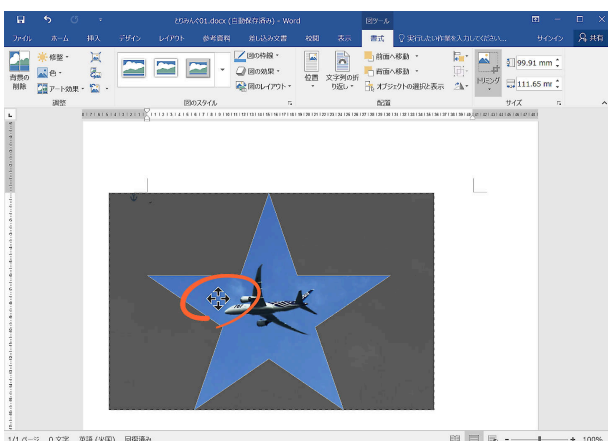 とりみんぐ01.docx (自動保存済み) - Word
図ツール
ファイル ホーム 挿入 デザイン レイアウト 参考資料 差し込み文書 校閲 表示 書式 実行したい作業を入力してください... サインイン 共有
背景の削除
修整
色
アート効果
調整
図のスタイル
図の枠線
図の効果
図のレイアウト
位置
文字列の折り返し
前面へ移動
背面へ移動
オブジェクトの選択と表示
配置
トリミング
99.91 mm
111.65 mm
サイズ
1/1 ページ 0 文字 英語 (米国) 回復済み
100%